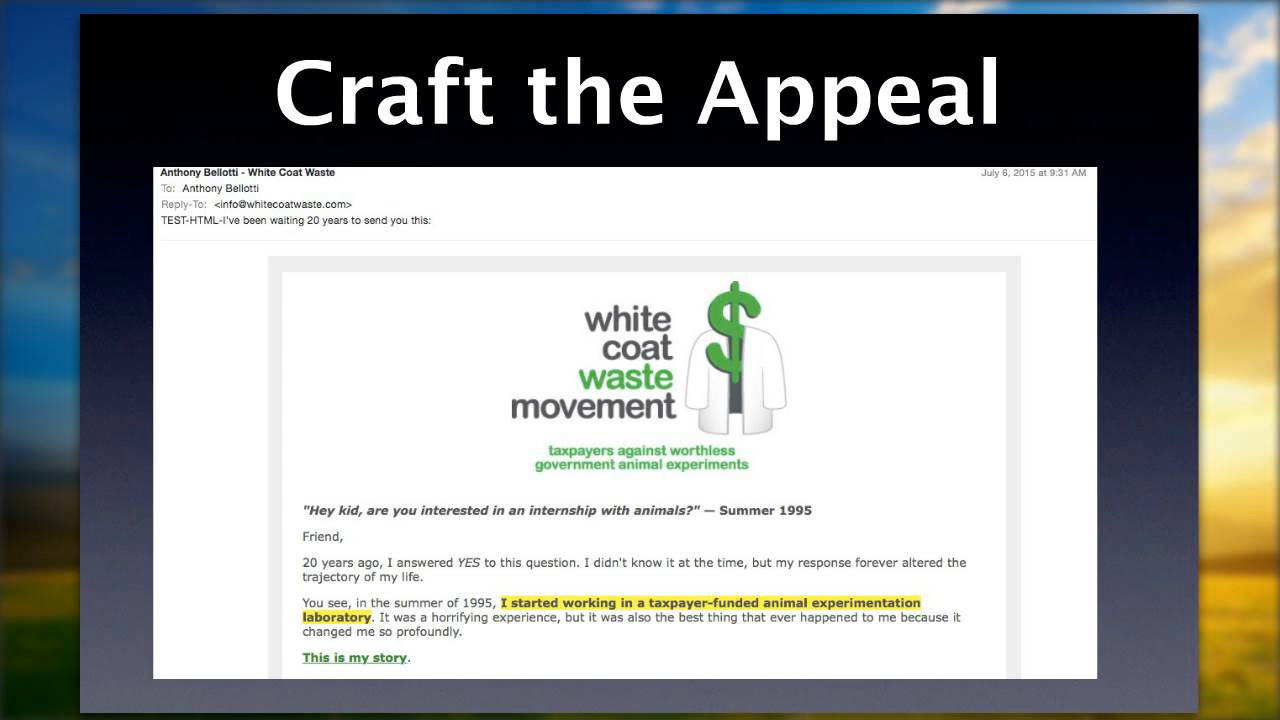 Craft the Appeal
Anthony Bellotti - White Coat Waste July 6, 2015 at 9:31 AM
To: Anthony Bellotti
Reply-To: <info@whitecoatwaste.com>
TEST-HTML-I've been waiting 20 years to send you this:
white
coat
waste
movement
$
taxpayers against worthless
government animal experiments
"Hey kid, are you interested in an internship with animals?" — Summer 1995
Friend,
20 years ago, I answered YES to this question. I didn't know it at the time, but my response forever altered the
trajectory of my life.
You see, in the summer of 1995, I started working in a taxpayer-funded animal experimentation
laboratory. It was a horrifying experience, but it was also the best thing that ever happened to me because it
changed me so profoundly.
This is my story.